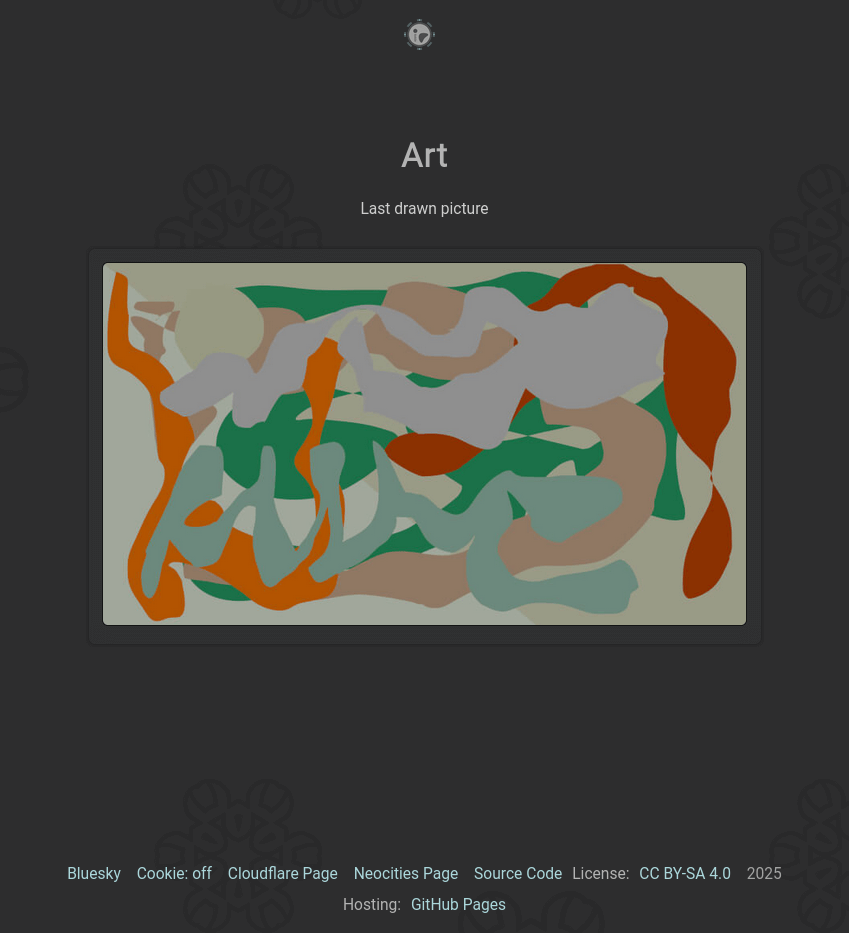 Art
Last drawn picture
Bluesky Cookie: off Cloudflare Page Neocities Page Source Code License: CC BY-SA 4.0 2025
Hosting: GitHub Pages